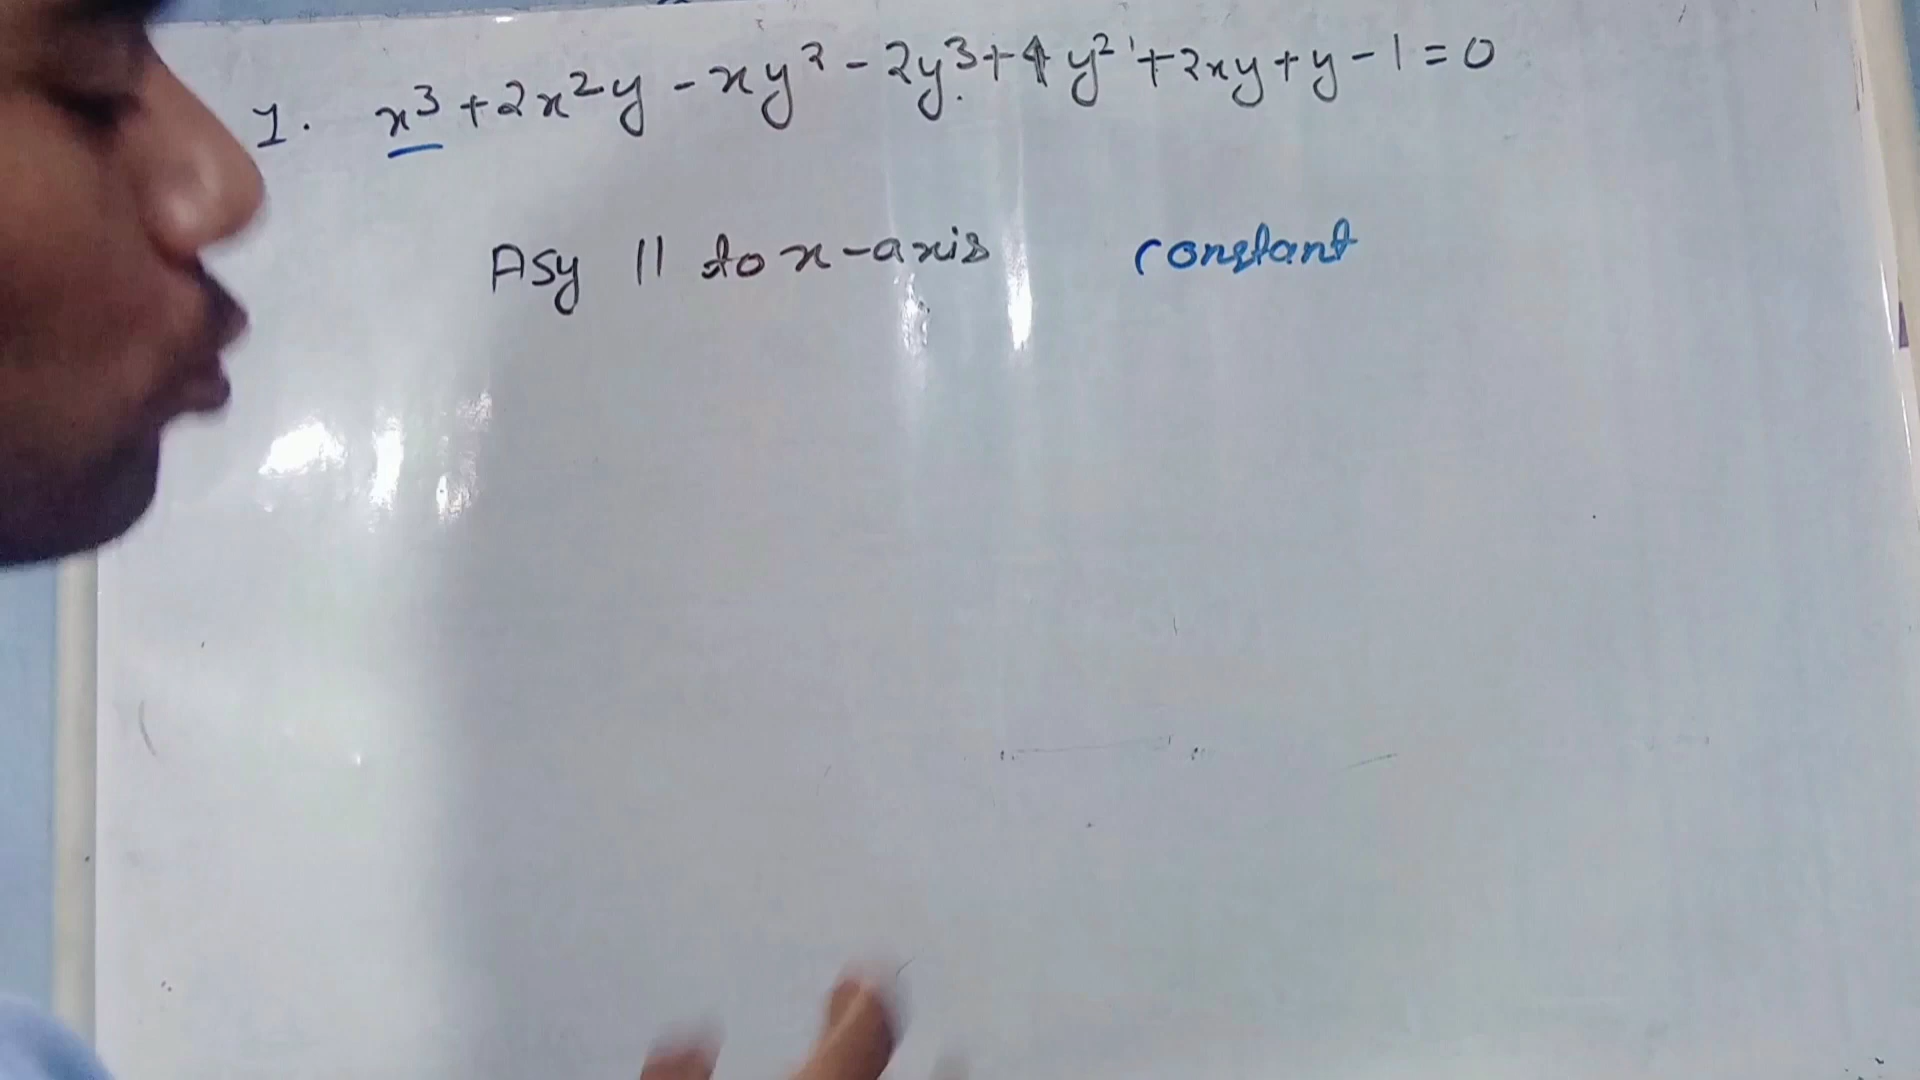 1. x³ + 2x²y - xy² - 2y³ + 4y² + 2xy + y - 1 = 0
Asy || to x-axis constant